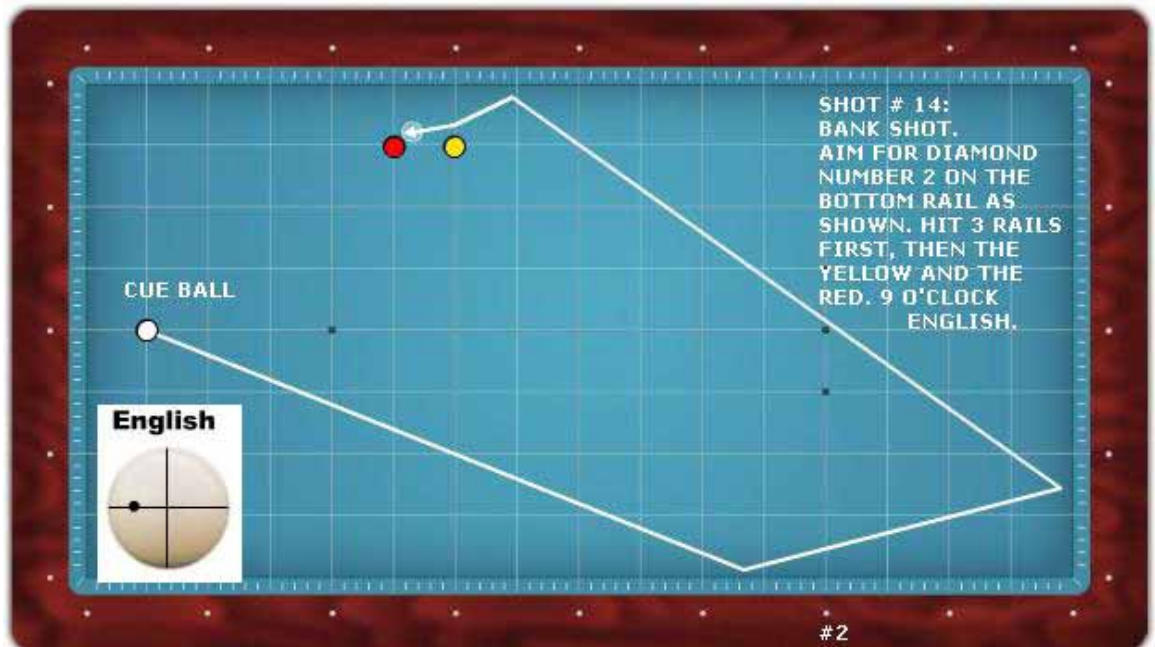 SHOT # 14:
BANK SHOT.
AIM FOR DIAMOND
NUMBER 2 ON THE
BOTTOM RAIL AS
SHOWN. HIT 3 RAILS
FIRST, THEN THE
YELLOW AND THE
RED. 9 O'CLOCK
ENGLISH.
CUE BALL
English
#2